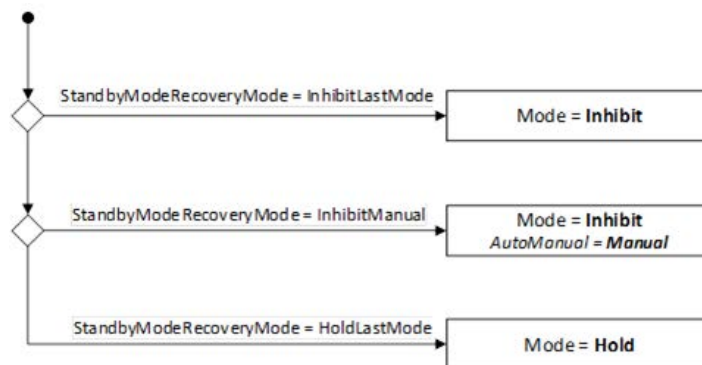 StandbyModeRecoveryMode = InhibitLastMode
Mode = Inhibit
StandbyModeRecoveryMode = InhibitManual
Mode = Inhibit
AutoManual = Manual
StandbyModeRecoveryMode = HoldLastMode
Mode = Hold